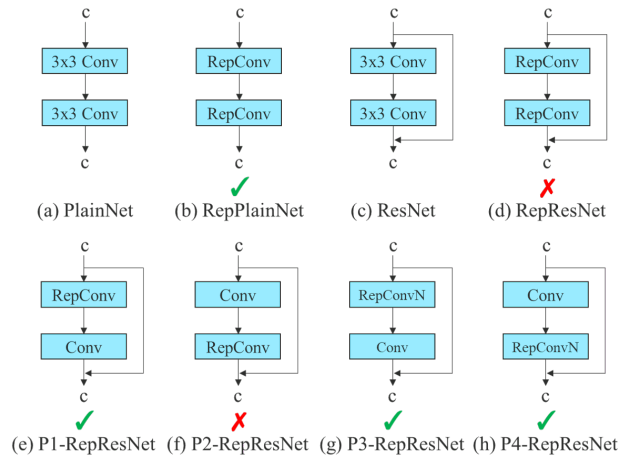 c c c c
3x3 Conv RepConv 3x3 Conv RepConv
3x3 Conv RepConv 3x3 Conv RepConv
c c c c
(a) PlainNet (b) RepPlainNet (c) ResNet (d) RepResNet
c c c c
RepConv Conv RepConvN Conv
Conv RepConv Conv RepConvN
c c c c
(e) P1-RepResNet (f) P2-RepResNet (g) P3-RepResNet (h) P4-RepResNet